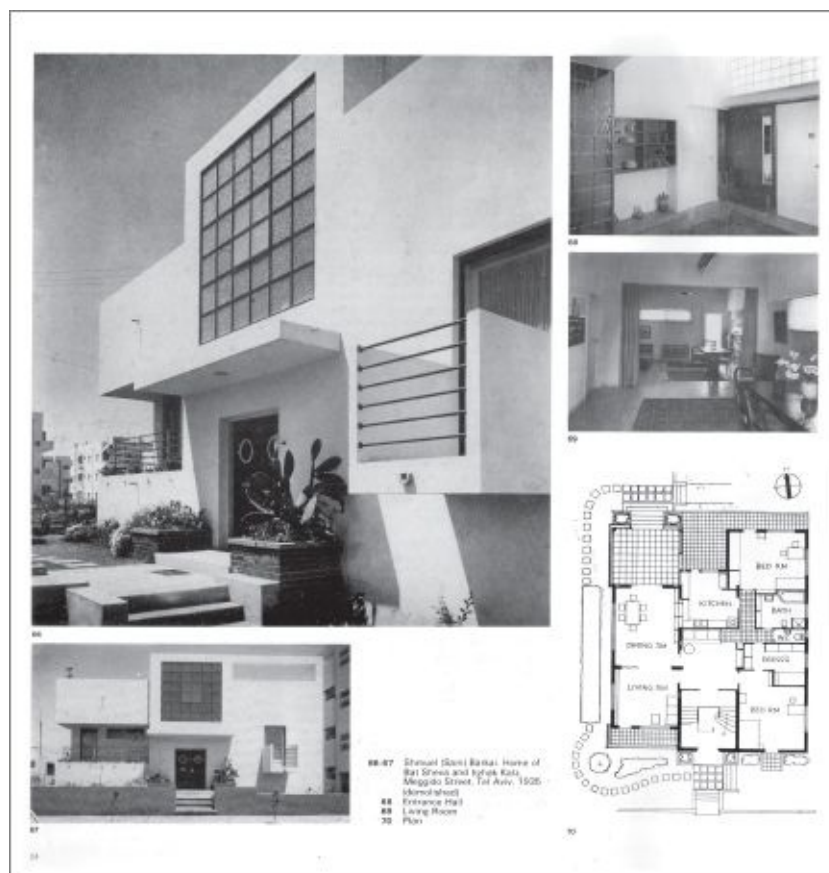 68
69
66
BED RM
KITCHEN
BATH
W.C.
DINING RM
LIVING RM
BED RM
70
67
66-67 Shmuel (Sam) Barkai. Home of
Bat Sheva and Itzhak Katz,
Meggido Street, Tel Aviv. 1935
(demolished)
68 Entrance Hall
69 Living Room
70 Plan